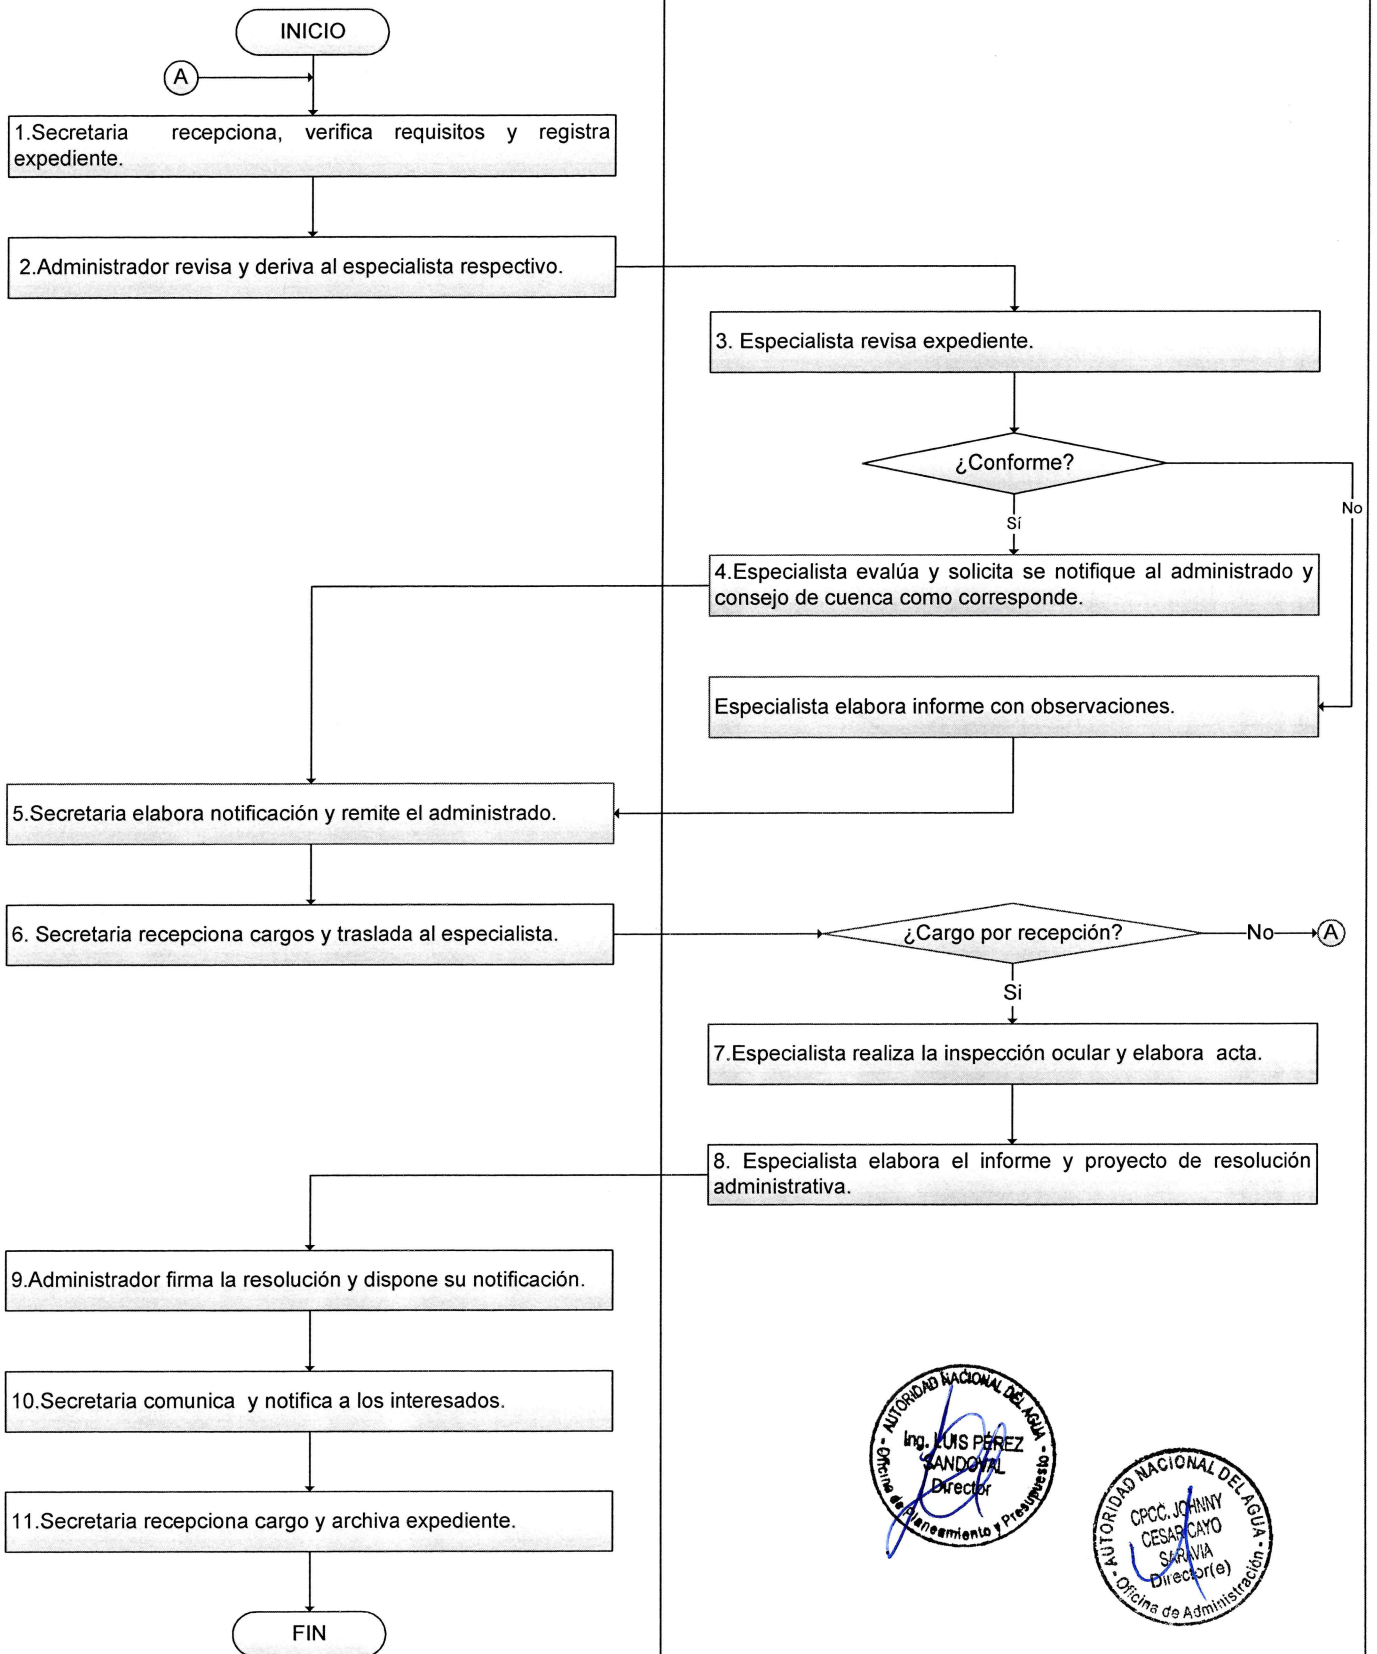 INICIO
A
1.Secretaria recepciona, verifica requisitos y registra
expediente.
2.Administrador revisa y deriva al especialista respectivo.
3. Especialista revisa expediente.
¿Conforme?
No
Sí
4.Especialista evalúa y solicita se notifique al administrado y
consejo de cuenca como corresponde.
Especialista elabora informe con observaciones.
5.Secretaria elabora notificación y remite el administrado.
6. Secretaria recepciona cargos y traslada al especialista.
¿Cargo por recepción?
No
A
Si
7.Especialista realiza la inspección ocular y elabora acta.
8. Especialista elabora el informe y proyecto de resolución
administrativa.
9.Administrador firma la resolución y dispone su notificación.
10.Secretaria comunica y notifica a los interesados.
11.Secretaria recepciona cargo y archiva expediente.
FIN
- AUTORIDAD NACIONAL DEL AGUA -
Ing. LUIS PÉREZ
SANDOVAL
Director
Oficina de Planeamiento y Presupuesto
- AUTORIDAD NACIONAL DEL AGUA -
CPCC. JOHNNY
CESAR CAYO
SARAVIA
Director(e)
Oficina de Administración